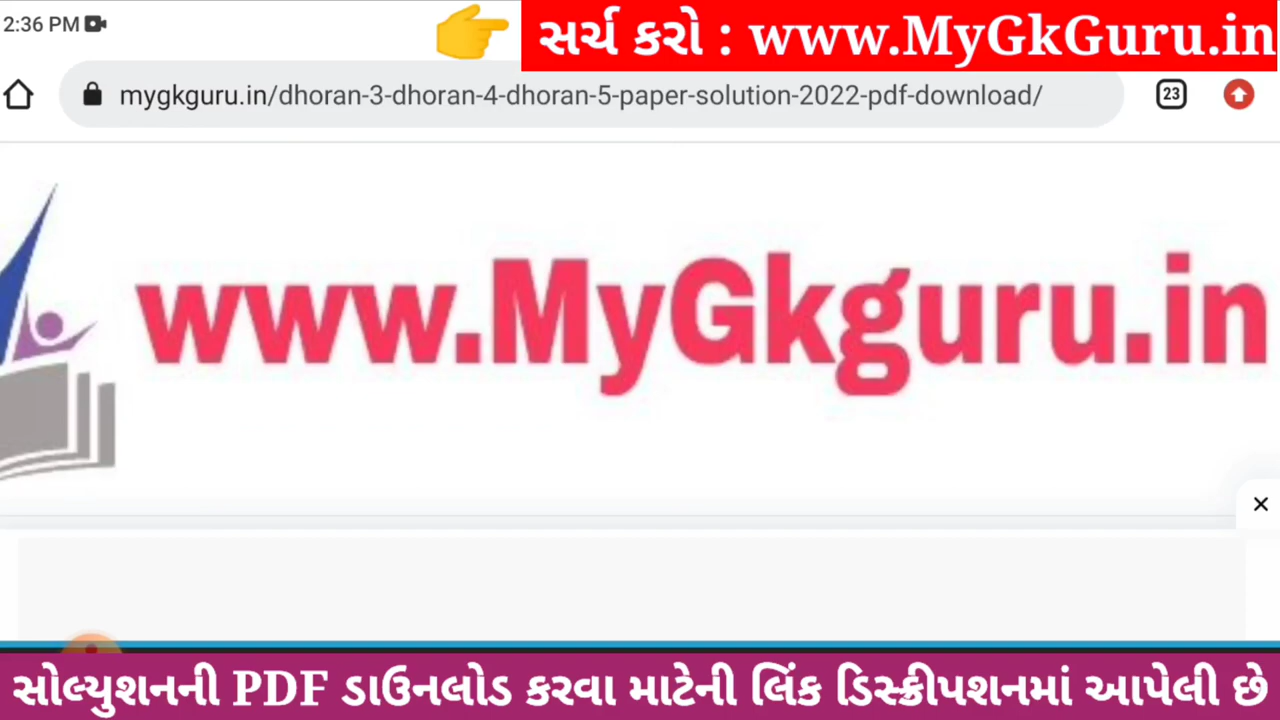 2:36 PM
સર્ચ કરો : www.MyGkGuru.in
mygkguru.in/dhoran-3-dhoran-4-dhoran-5-paper-solution-2022-pdf-download/
23
www.MyGkguru.in
સોલ્યુશનની PDF ડાઉનલોડ કરવા માટેની લિંક ડિસ્ક્રીપશનમાં આપેલી છે